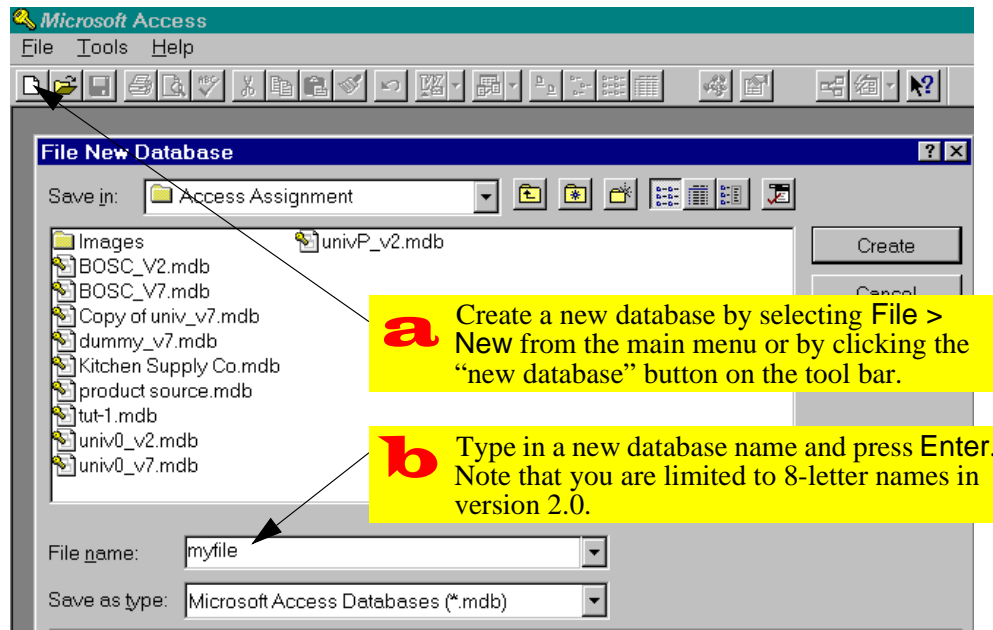 Microsoft Access
File Tools Help
File New Database
Save in: Access Assignment
Images
BOSC_V2.mdb
BOSC_V7.mdb
Copy of univ_v7.mdb
dummy_v7.mdb
Kitchen Supply Co.mdb
product source.mdb
tut-1.mdb
univ0_v2.mdb
univ0_v7.mdb
univP_v2.mdb
Create
Cancel
a Create a new database by selecting File >
New from the main menu or by clicking the
“new database” button on the tool bar.
b Type in a new database name and press Enter.
Note that you are limited to 8-letter names in
version 2.0.
File name: myfile
Save as type: Microsoft Access Databases (*.mdb)